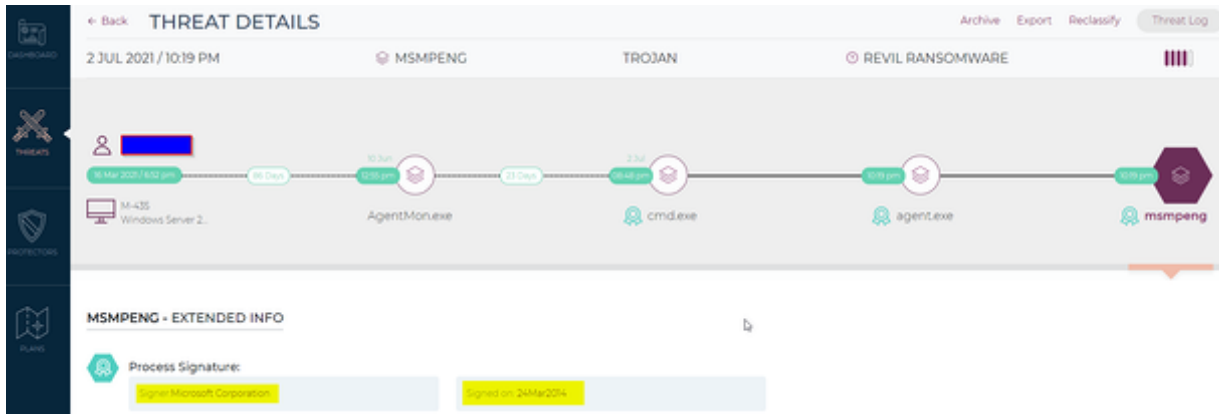 ← Back THREAT DETAILS Archive Export Reclassify Threat Log
DASHBOARD
2 JUL 2021 / 10:19 PM MSMPENG TROJAN REVIL RANSOMWARE
THREATS
10 Jun 2 Jul
16 Mar 2021 / 6:52 pm 86 Days 12:55 pm 23 Days 08:48 pm 10:19 pm 10:19 pm
M-435
Windows Server 2..
AgentMon.exe cmd.exe agent.exe msmpeng
PROTECTORS
PLANS
MSMPENG - EXTENDED INFO
Process Signature:
Signer: Microsoft Corporation Signed on: 24Mar2014